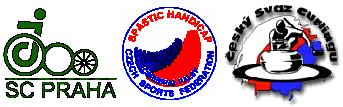 SC PRAHA
SPASTIC HANDICAP
CZECH SPORTS FEDERATION
Český Svaz Curlingu